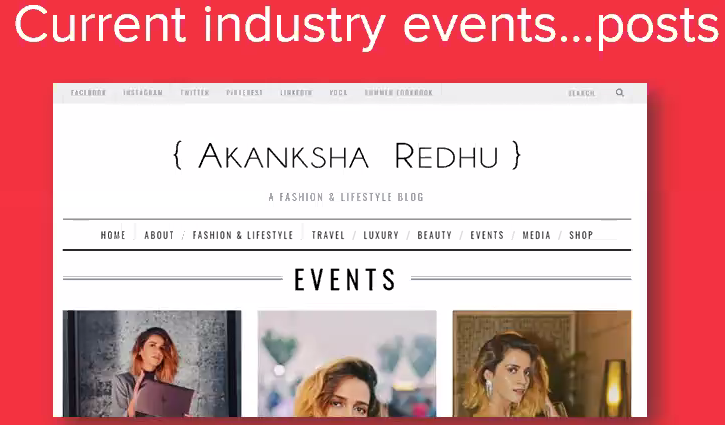 Current industry events...posts
FACEBOOK INSTAGRAM TWITTER PINTEREST LINKEDIN YOGA SUMMER LOOKBOOK SEARCH
{ AKANKSHA REDHU }
A FASHION & LIFESTYLE BLOG
HOME ABOUT / FASHION & LIFESTYLE TRAVEL / LUXURY / BEAUTY / EVENTS / MEDIA / SHOP
EVENTS